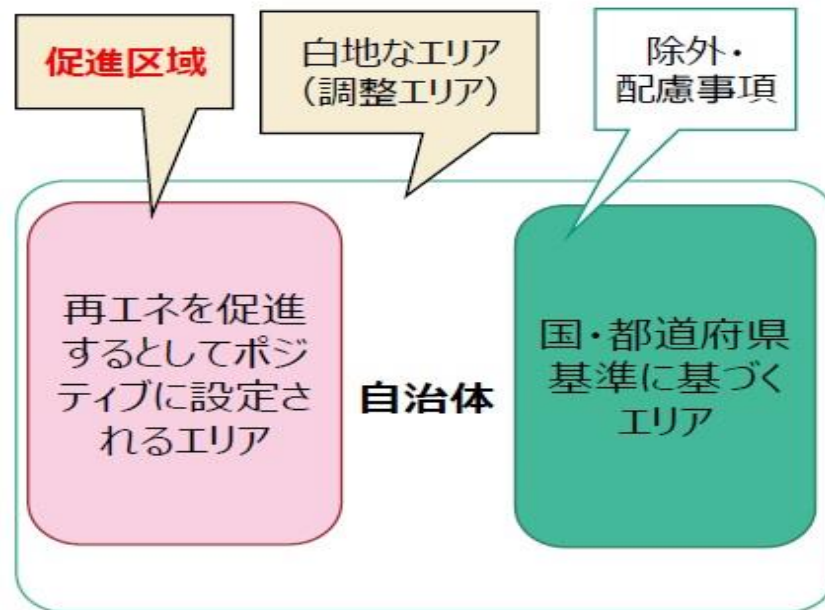 促進区域
白地なエリア
（調整エリア）
除外・
配慮事項
再エネを促進
するとしてポジ
ティブに設定さ
れるエリア
自治体
国・都道府県
基準に基づく
エリア